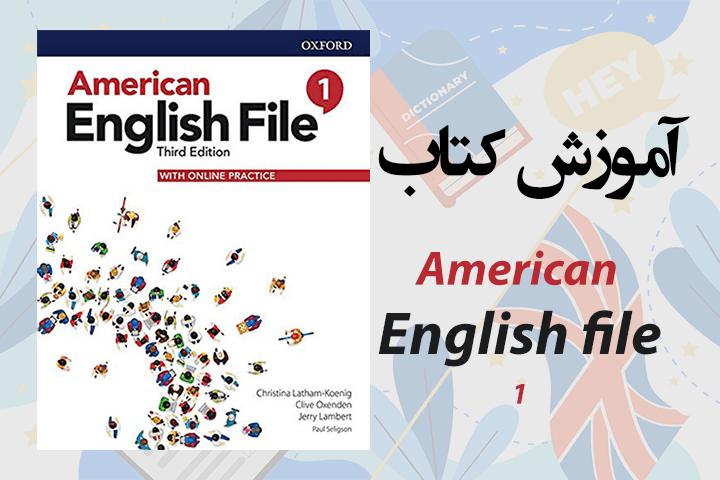 OXFORD
American
English File 1
Third Edition
WITH ONLINE PRACTICE
Christina Latham-Koenig
Clive Oxenden
Jerry Lambert
Paul Seligson
DICTIONARY
HEY
آموزش کتاب
American
English file
1